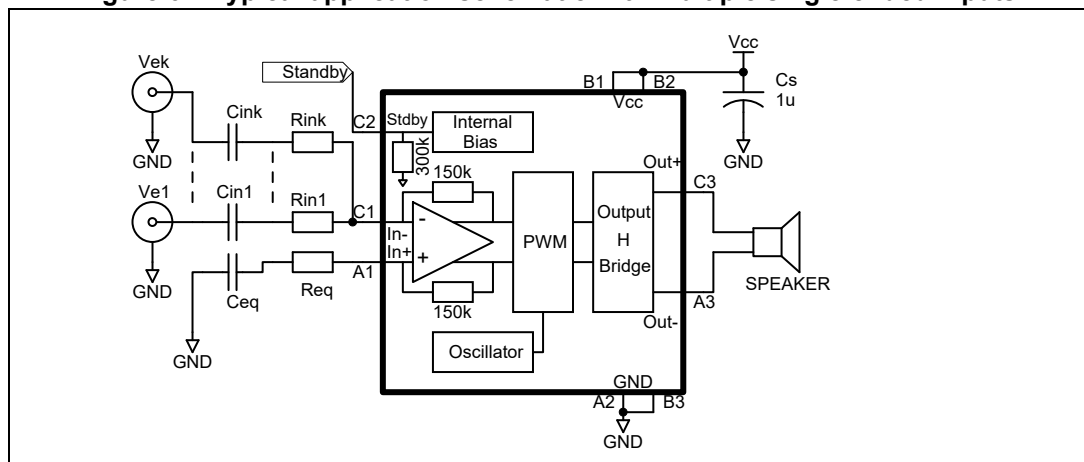 Vek
GND
Cink
Rink
Ve1
GND
Cin1
Rin1
Ceq
Req
GND
Standby
C2
C1
A1
Stdby
300k
Internal
Bias
150k
In-
In+
-
+
150k
PWM
Oscillator
Output
H
Bridge
B1
B2
Vcc
Vcc
Cs
1u
GND
Out+
C3
SPEAKER
A3
Out-
GND
A2
B3
GND